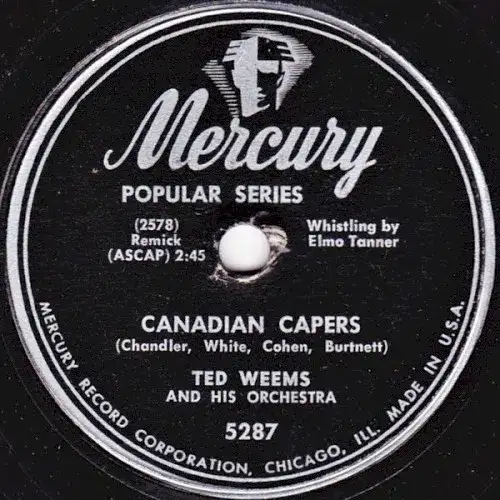 Mercury
POPULAR SERIES
(2578)
Remick
(ASCAP) 2:45
Whistling by
Elmo Tanner
CANADIAN CAPERS
(Chandler, White, Cohen, Burtnett)
TED WEEMS
AND HIS ORCHESTRA
5287
MERCURY RECORD CORPORATION, CHICAGO, ILL. MADE IN U.S.A.